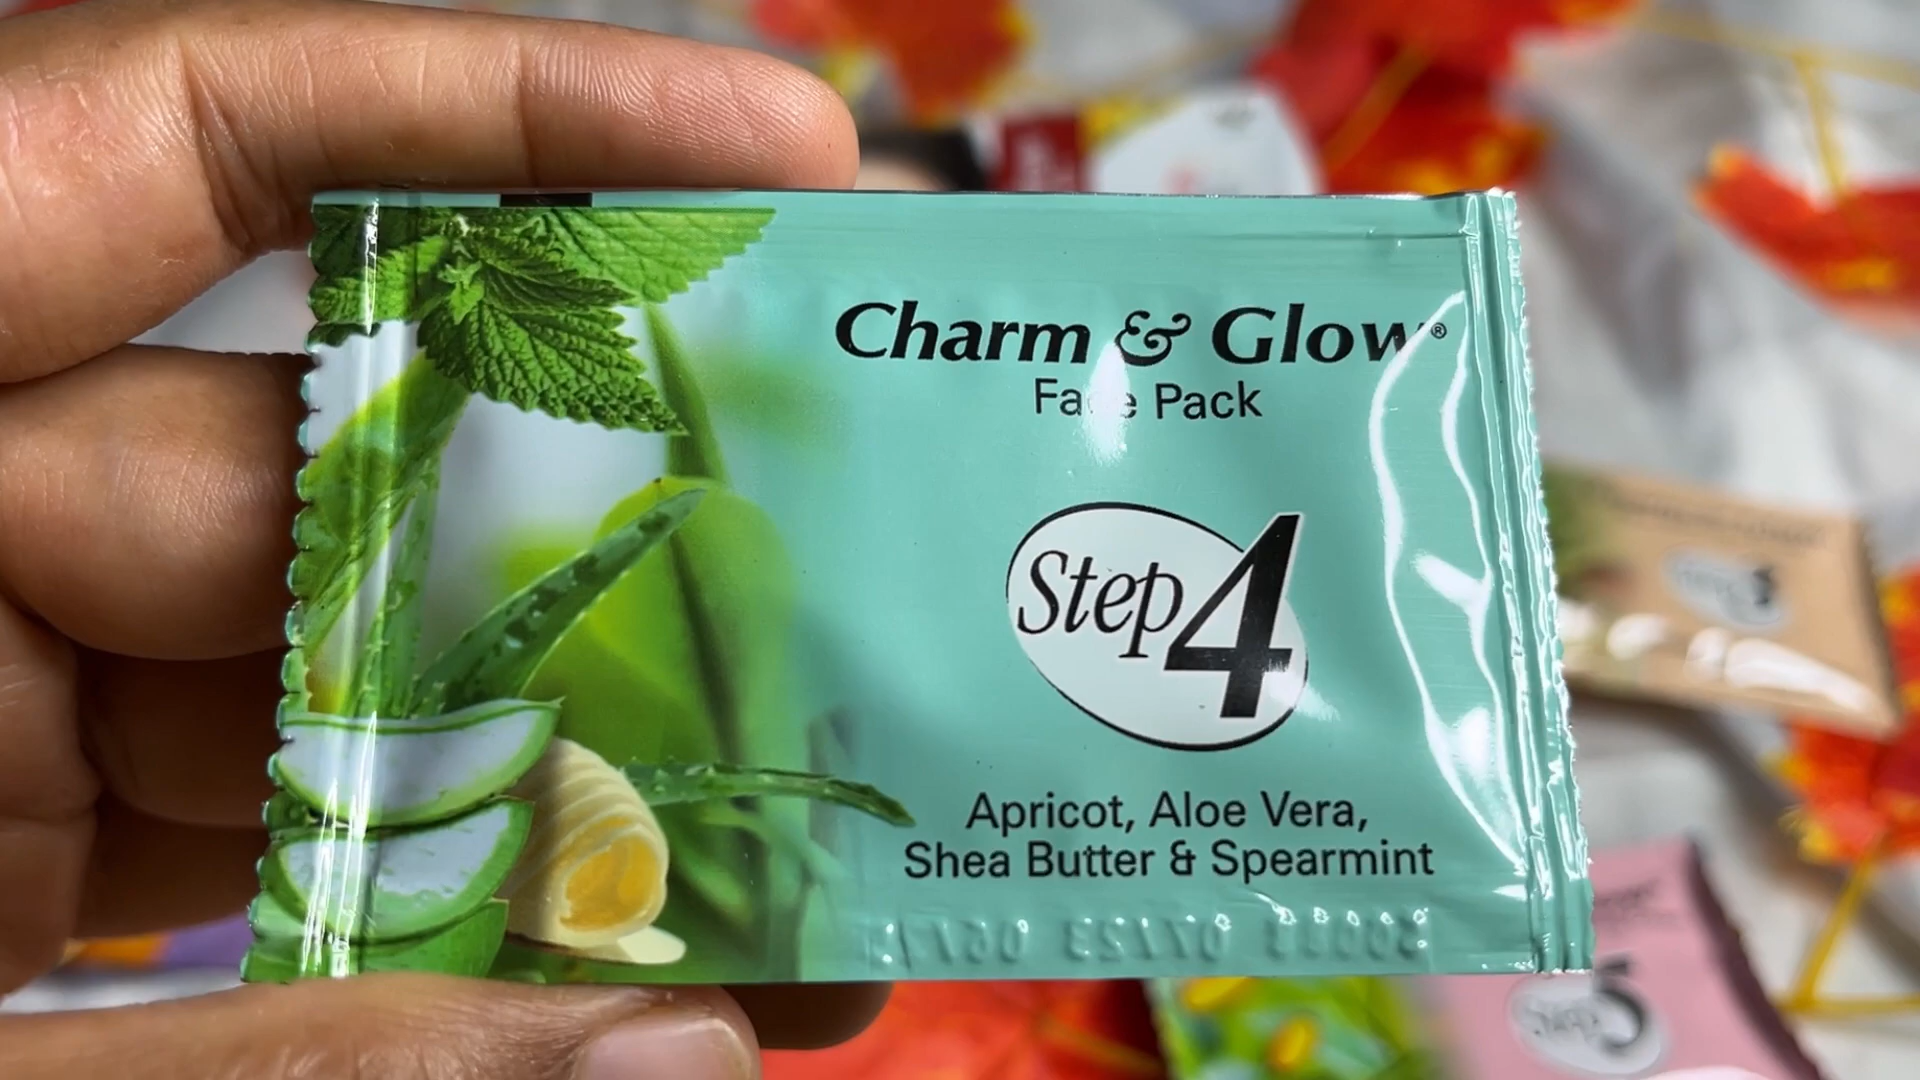 Charm & Glow®
Face Pack
Step 4
Apricot, Aloe Vera,
Shea Butter & Spearmint